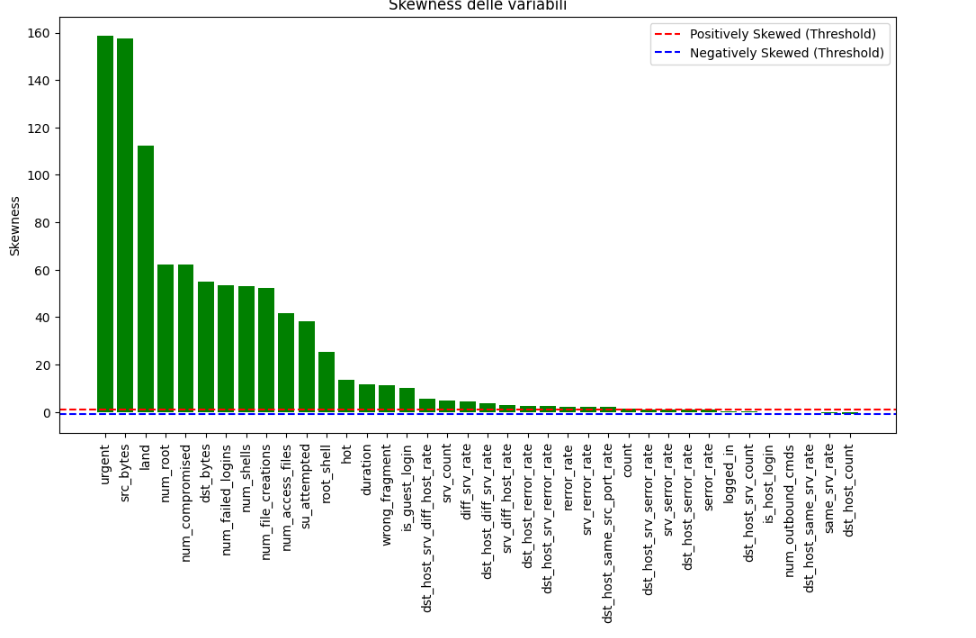 Skewness delle variabili
Positively Skewed (Threshold)
Negatively Skewed (Threshold)
Skewness
160
140
120
100
80
60
40
20
0
urgent
src_bytes
land
num_root
num_compromised
dst_bytes
num_failed_logins
num_shells
num_file_creations
num_access_files
su_attempted
root_shell
hot
duration
wrong_fragment
is_guest_login
dst_host_srv_diff_host_rate
srv_count
diff_srv_rate
dst_host_diff_srv_rate
srv_diff_host_rate
dst_host_rerror_rate
dst_host_srv_rerror_rate
rerror_rate
srv_rerror_rate
dst_host_same_src_port_rate
count
dst_host_srv_serror_rate
srv_serror_rate
dst_host_serror_rate
serror_rate
logged_in
dst_host_srv_count
is_host_login
num_outbound_cmds
dst_host_same_srv_rate
same_srv_rate
dst_host_count